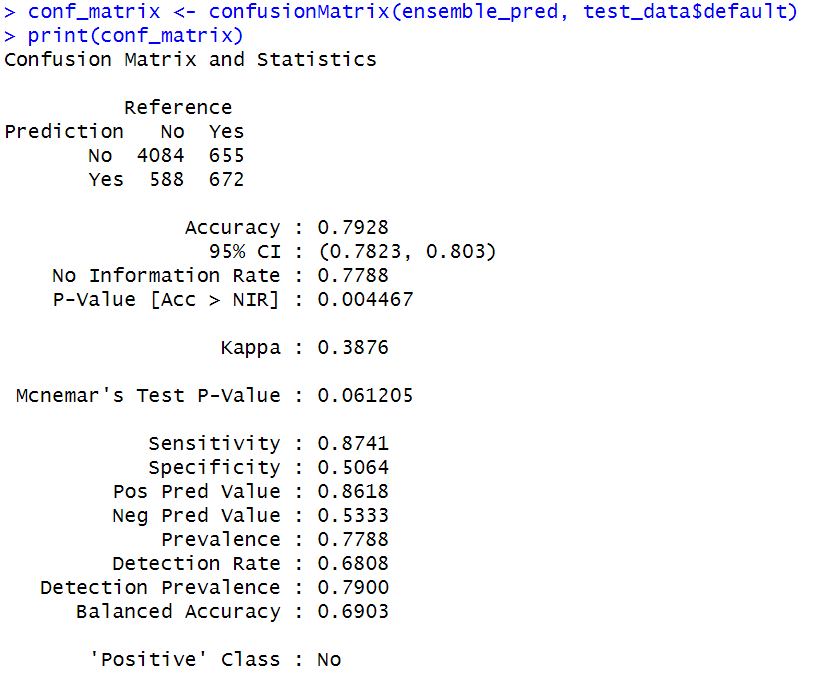 > conf_matrix <- confusionMatrix(ensemble_pred, test_data$default)
> print(conf_matrix)
Confusion Matrix and Statistics

          Reference
Prediction   No  Yes
       No  4084  655
       Yes  588  672

               Accuracy : 0.7928
                 95% CI : (0.7823, 0.803)
    No Information Rate : 0.7788
    P-Value [Acc > NIR] : 0.004467

                  Kappa : 0.3876

 Mcnemar's Test P-Value : 0.061205

            Sensitivity : 0.8741
            Specificity : 0.5064
         Pos Pred Value : 0.8618
         Neg Pred Value : 0.5333
             Prevalence : 0.7788
         Detection Rate : 0.6808
   Detection Prevalence : 0.7900
      Balanced Accuracy : 0.6903

       'Positive' Class : No